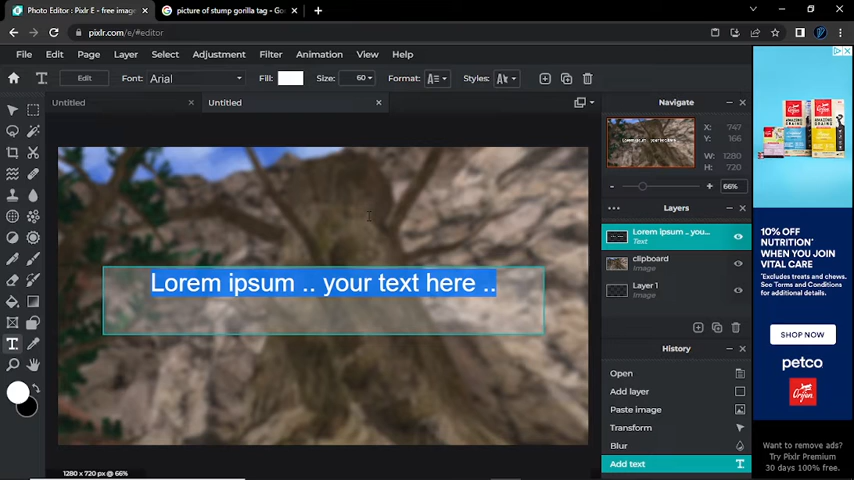 Photo Editor : Pixlr E - free imag
picture of stump gorilla tag - Go
pixlr.com/e/#editor
File Edit Page Layer Select Adjustment Filter Animation View Help
Edit Font: Arial Fill: Size: 60 Format: Styles:
Untitled
Untitled
Lorem ipsum .. your text here ..
1280 x 720 px @ 66%
Navigate
X: 747
Y: 166
W: 1280
H: 720
66%
Layers
Lorem ipsum .. you...
Text
clipboard
Image
Layer 1
Image
History
Open
Add layer
Paste image
Transform
Blur
Add text
10% OFF
NUTRITION*
WHEN YOU JOIN
VITAL CARE*
*Excludes treats and chews.
See Terms and Conditions
for additional details.
SHOP NOW
petco
Orijen
Want to remove ads?
Try Pixlr Premium
30 days 100% free.